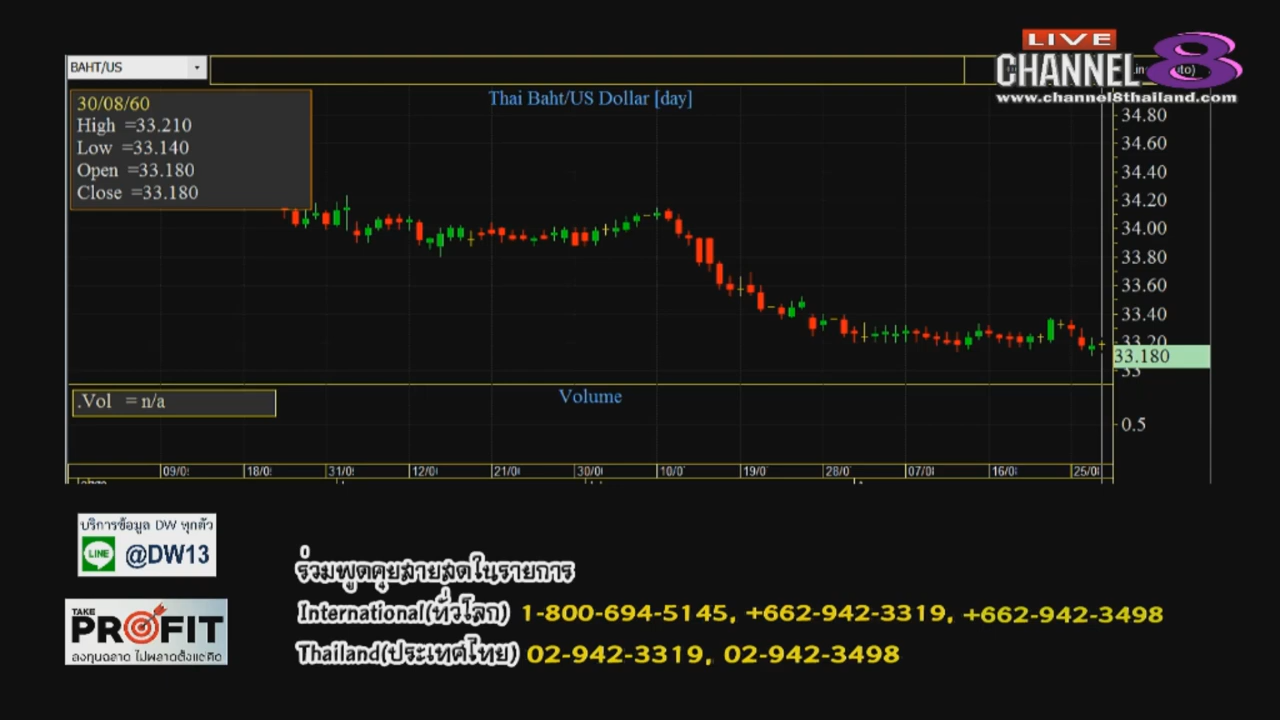 LIVE
CHANNEL 8
www.channel8thailand.com
BAHT/US
30/08/60
High =33.210
Low =33.140
Open =33.180
Close =33.180
Thai Baht/US Dollar [day]
34.80
34.60
34.40
34.20
34.00
33.80
33.60
33.40
33.20
33.180
33
.Vol = n/a
Volume
0.5
09/0 18/0 31/0 12/0 21/0 30/0 10/0 19/0 28/0 07/0 16/0 25/0
บริการข้อมูล DW ทุกตัว
LINE @DW13
TAKE
PROFIT
ลงทุนฉลาด ไม่พลาดตั้งแต่คิด
ร่วมพูดคุยสายสดในรายการ
International(ทั่วโลก) 1-800-694-5145, +662-942-3319, +662-942-3498
Thailand(ประเทศไทย) 02-942-3319, 02-942-3498